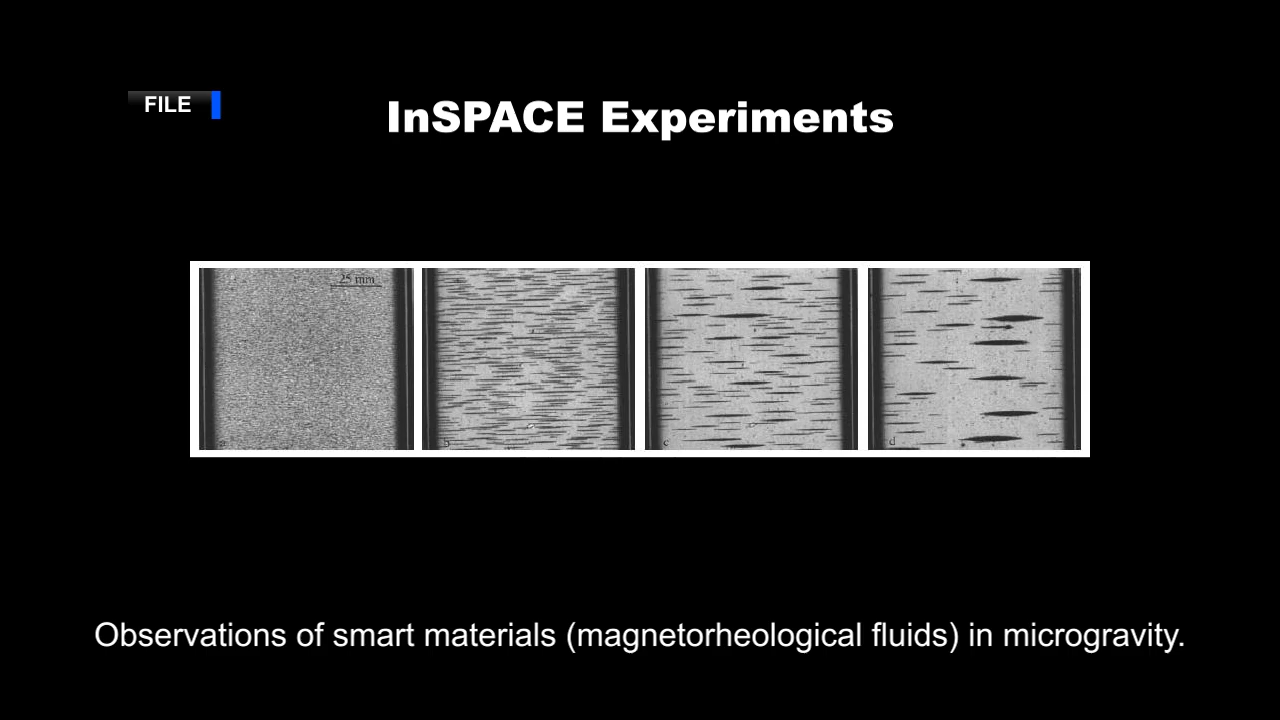 FILE
InSPACE Experiments
.25 mm
b
c
d
Observations of smart materials (magnetorheological fluids) in microgravity.